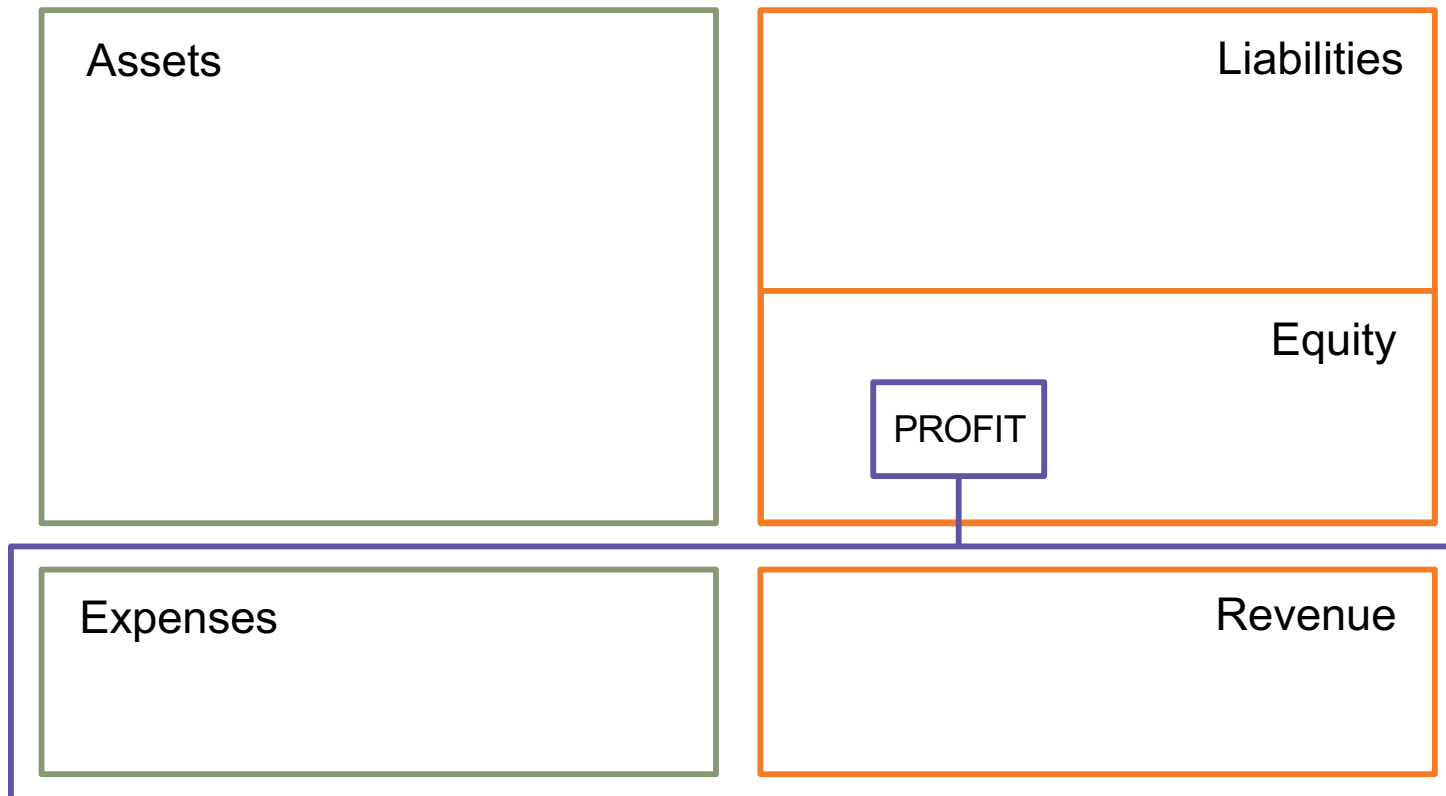 Assets
Liabilities
Equity
PROFIT
Expenses
Revenue